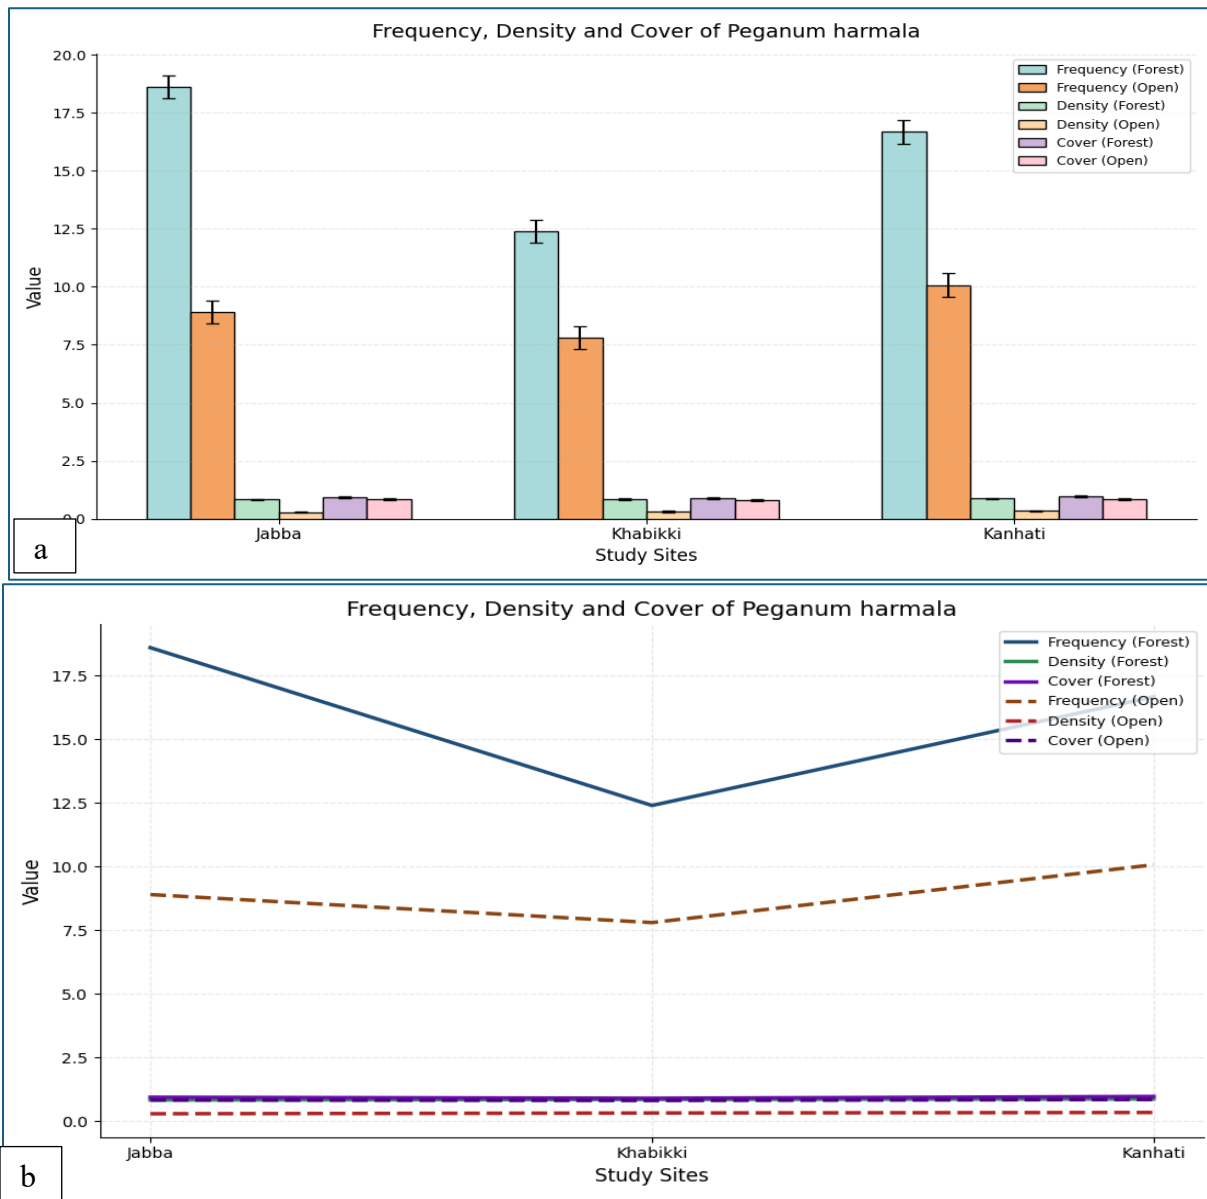 Frequency, Density and Cover of Peganum harmala
20.0
17.5
15.0
12.5
10.0
7.5
5.0
2.5
Value
Frequency (Forest)
Frequency (Open)
Density (Forest)
Density (Open)
Cover (Forest)
Cover (Open)
Jabba
Khabikki
Kanhati
Study Sites
a
Frequency, Density and Cover of Peganum harmala
17.5
15.0
12.5
10.0
7.5
5.0
2.5
0.0
Value
Frequency (Forest)
Density (Forest)
Cover (Forest)
Frequency (Open)
Density (Open)
Cover (Open)
Jabba
Khabikki
Kanhati
Study Sites
b